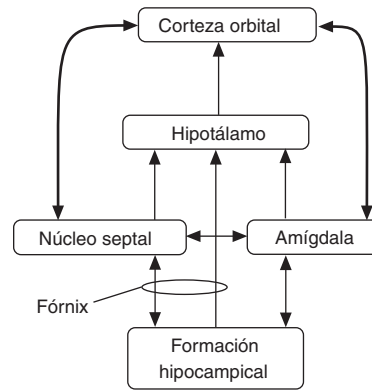 Corteza orbital
Hipotálamo
Núcleo septal
Amígdala
Fórnix
Formación
hipocampical